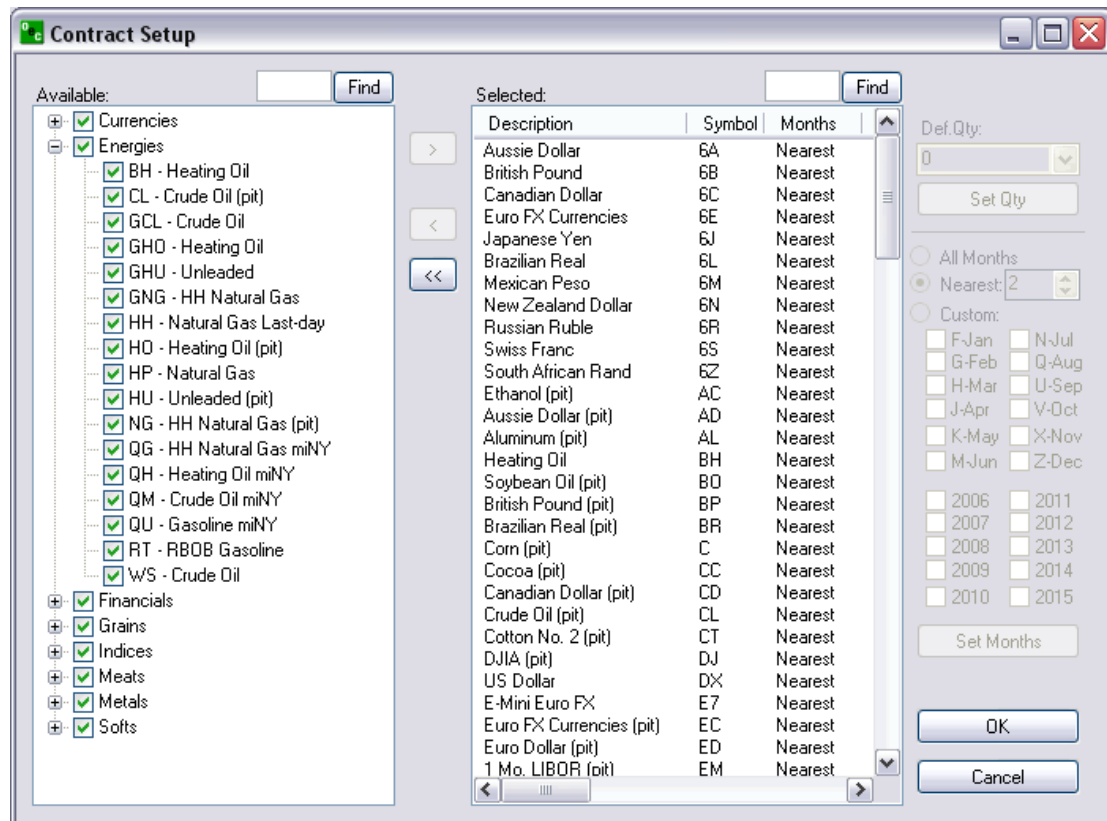 Oec Contract Setup
Available:
Find
Currencies
Energies
BH - Heating Oil
CL - Crude Oil (pit)
GCL - Crude Oil
GHO - Heating Oil
GHU - Unleaded
GNG - HH Natural Gas
HH - Natural Gas Last-day
HO - Heating Oil (pit)
HP - Natural Gas
HU - Unleaded (pit)
NG - HH Natural Gas (pit)
QG - HH Natural Gas miNY
QH - Heating Oil miNY
QM - Crude Oil miNY
QU - Gasoline miNY
RT - RBOB Gasoline
WS - Crude Oil
Financials
Grains
Indices
Meats
Metals
Softs
>
<
<<
Selected:
Find
Description Symbol Months
Aussie Dollar 6A Nearest
British Pound 6B Nearest
Canadian Dollar 6C Nearest
Euro FX Currencies 6E Nearest
Japanese Yen 6J Nearest
Brazilian Real 6L Nearest
Mexican Peso 6M Nearest
New Zealand Dollar 6N Nearest
Russian Ruble 6R Nearest
Swiss Franc 6S Nearest
South African Rand 6Z Nearest
Ethanol (pit) AC Nearest
Aussie Dollar (pit) AD Nearest
Aluminum (pit) AL Nearest
Heating Oil BH Nearest
Soybean Oil (pit) BO Nearest
British Pound (pit) BP Nearest
Brazilian Real (pit) BR Nearest
Corn (pit) C Nearest
Cocoa (pit) CC Nearest
Canadian Dollar (pit) CD Nearest
Crude Oil (pit) CL Nearest
Cotton No. 2 (pit) CT Nearest
DJIA (pit) DJ Nearest
US Dollar DX Nearest
E-Mini Euro FX E7 Nearest
Euro FX Currencies (pit) EC Nearest
Euro Dollar (pit) ED Nearest
1 Mo. LIBOR (pit) EM Nearest
Def.Qty:
0
Set Qty
All Months
Nearest: 2
Custom:
F-Jan N-Jul
G-Feb Q-Aug
H-Mar U-Sep
J-Apr V-Oct
K-May X-Nov
M-Jun Z-Dec
2006 2011
2007 2012
2008 2013
2009 2014
2010 2015
Set Months
OK
Cancel